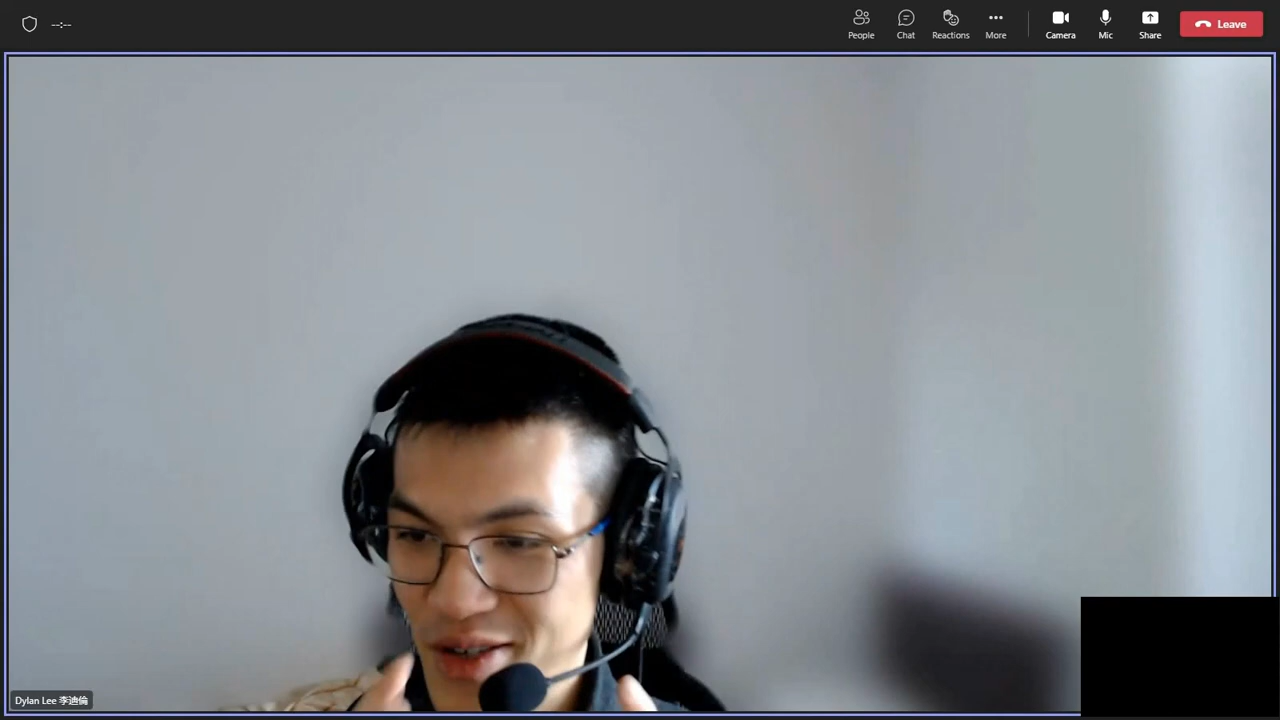 --:--
People
Chat
Reactions
More
Camera
Mic
Share
Leave
Dylan Lee 李迪倫